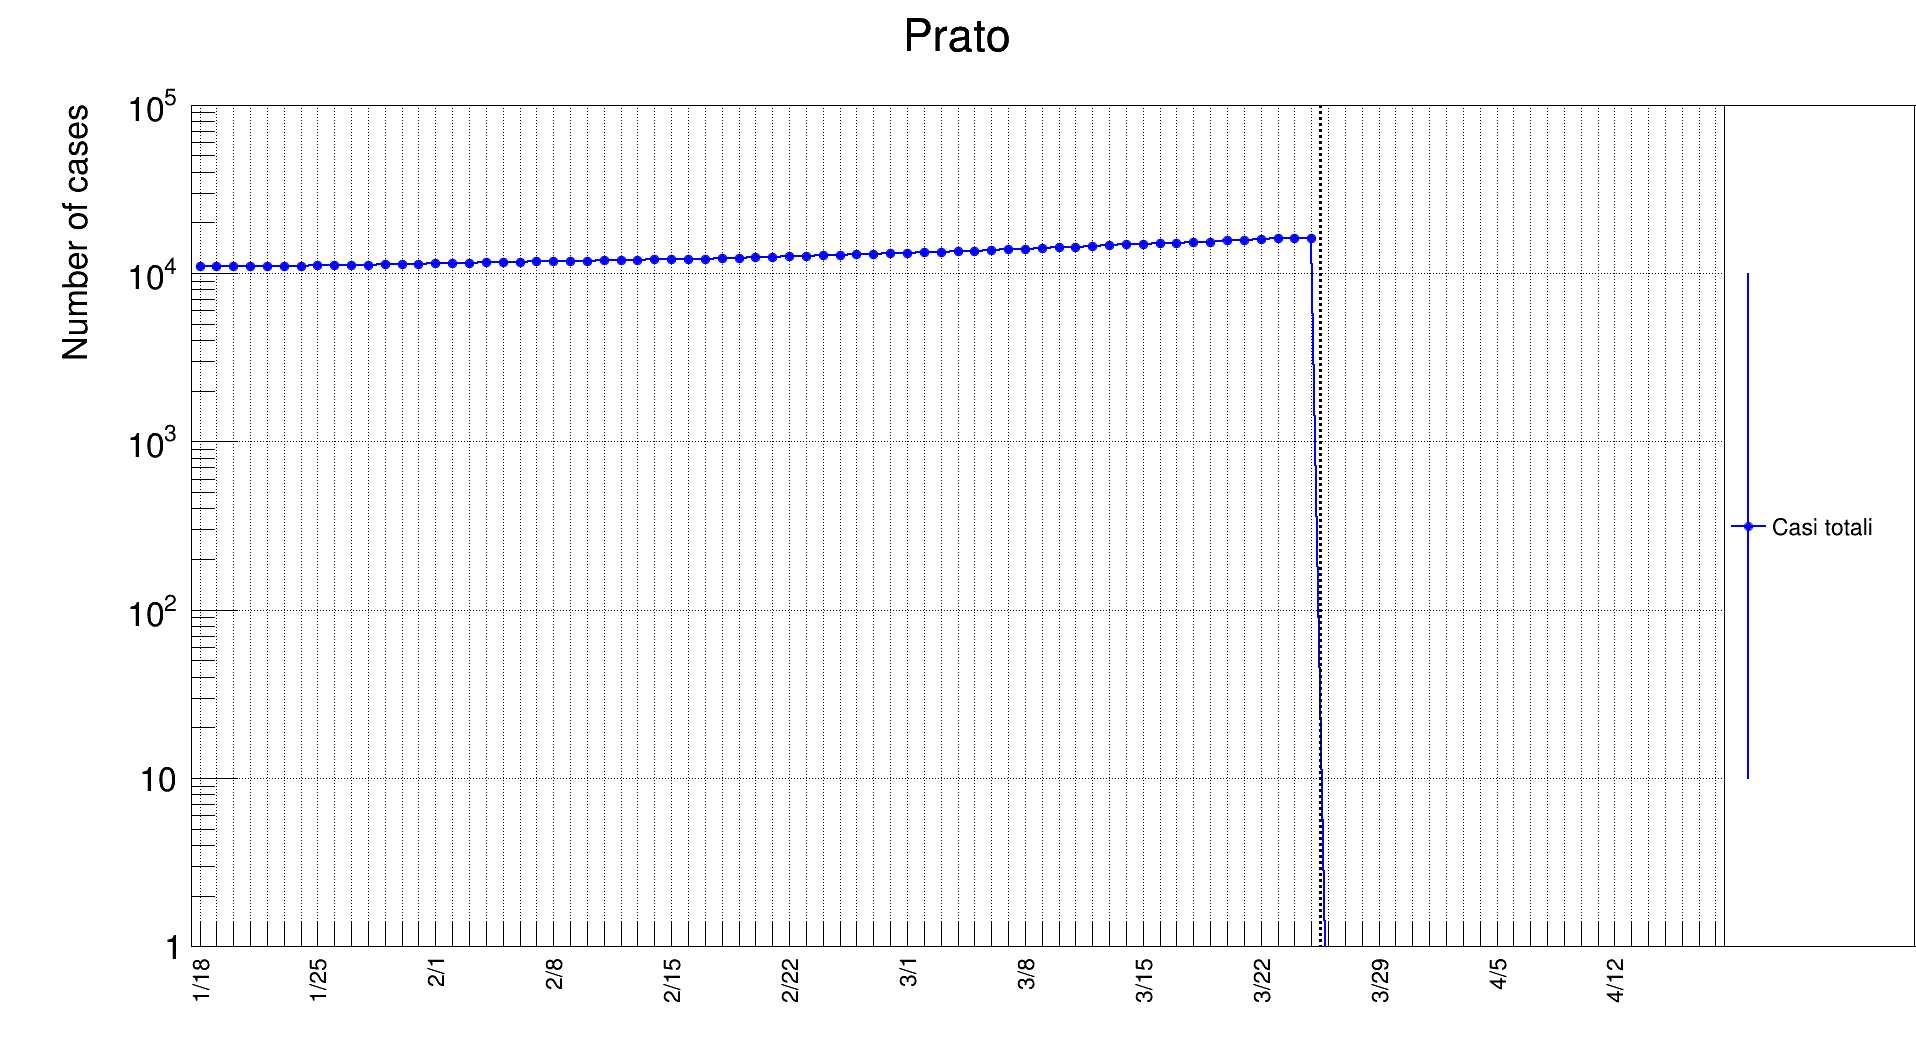 Prato
Number of cases
10^5
10^4
10^3
10^2
10
1
1/18 1/25 2/1 2/8 2/15 2/22 3/1 3/8 3/15 3/22 3/29 4/5 4/12
Casi totali